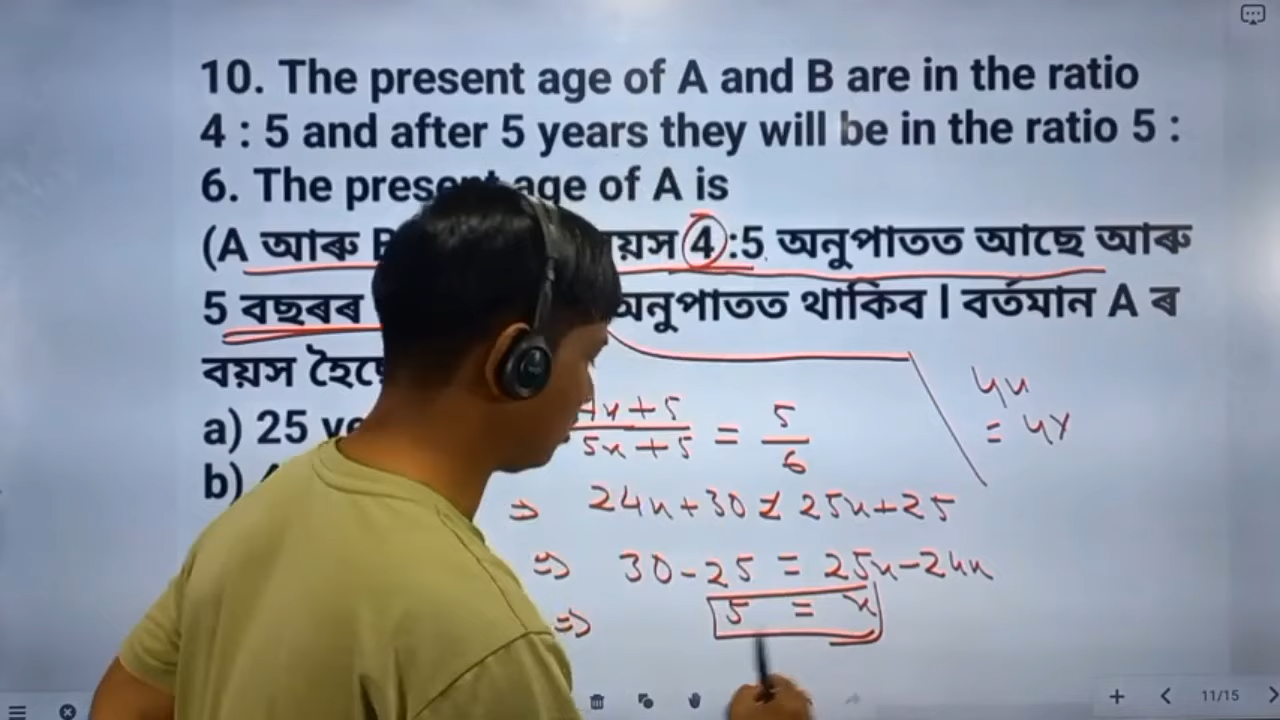 10. The present age of A and B are in the ratio
4 : 5 and after 5 years they will be in the ratio 5 :
6. The present age of A is
(A আৰু B য়স 4:5 অনুপাতত আছে আৰু
5 বছৰৰ অনুপাতত থাকিব | বৰ্তমান A ৰ
বয়স হৈছে
a) 25
b)
4x+5 / 5x+5 = 5/6
⇒ 24x+30 = 25x+25
⇒ 30-25 = 25x-24x
⇒ 5 = x
4x
= 4x
11/15